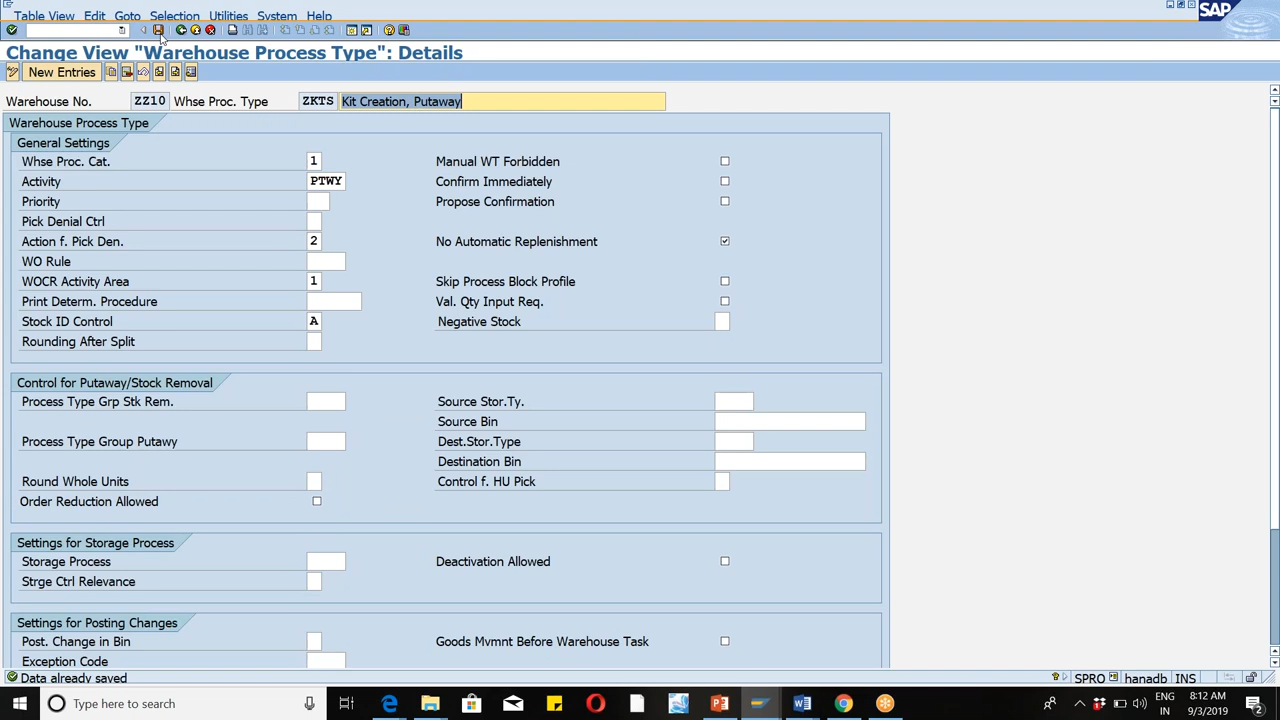 Table View Edit Goto Selection Utilities System Help
SAP
Change View "Warehouse Process Type": Details
New Entries
Warehouse No. ZZ10 Whse Proc. Type ZKTS Kit Creation, Putaway
Warehouse Process Type
General Settings
Whse Proc. Cat. 1 Manual WT Forbidden
Activity PTWY Confirm Immediately
Priority Propose Confirmation
Pick Denial Ctrl
Action f. Pick Den. 2 No Automatic Replenishment
WO Rule
WOCR Activity Area 1 Skip Process Block Profile
Print Determ. Procedure Val. Qty Input Req.
Stock ID Control A Negative Stock
Rounding After Split
Control for Putaway/Stock Removal
Process Type Grp Stk Rem. Source Stor.Ty.
Source Bin
Process Type Group Putawy Dest.Stor.Type
Destination Bin
Round Whole Units Control f. HU Pick
Order Reduction Allowed
Settings for Storage Process
Storage Process Deactivation Allowed
Strge Ctrl Relevance
Settings for Posting Changes
Post. Change in Bin Goods Mvmnt Before Warehouse Task
Exception Code
Data already saved SPRO hanadb INS
Type here to search ENG 8:12 AM
IN 9/3/2019 2